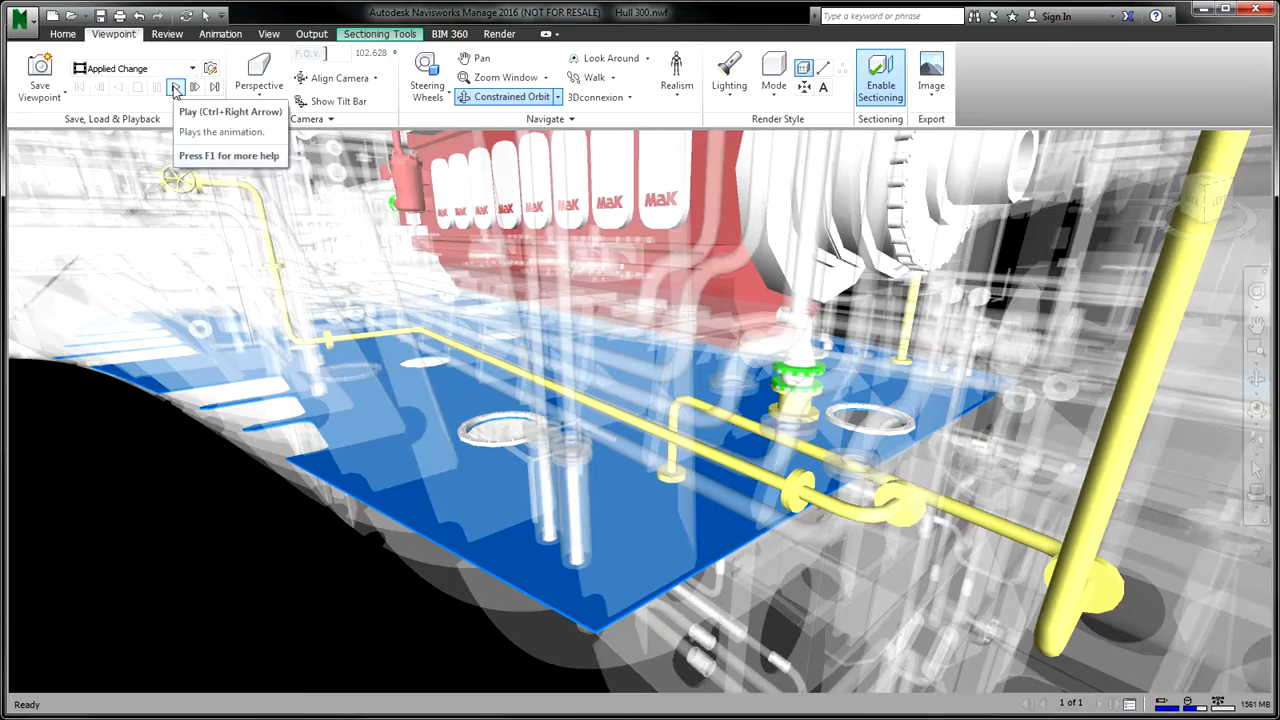 Autodesk Navisworks Manage 2016 (NOT FOR RESALE) Hull 300.nwf
Type a keyword or phrase
Sign In
Home Viewpoint Review Animation View Output Sectioning Tools BIM 360 Render
Save Viewpoint
Applied Change
Perspective
F.O.V. 102.628 °
Align Camera
Show Tilt Bar
Steering Wheels
Pan
Zoom Window
Constrained Orbit
Look Around
Walk
3Dconnexion
Realism
Lighting
Mode
A
Enable Sectioning
Image
Save, Load & Playback
Camera
Navigate
Render Style
Sectioning
Export
Play (Ctrl+Right Arrow)
Plays the animation.
Press F1 for more help
MaK MaK MaK MaK MaK MaK MaK MaK
Ready
1 of 1
1561 MB